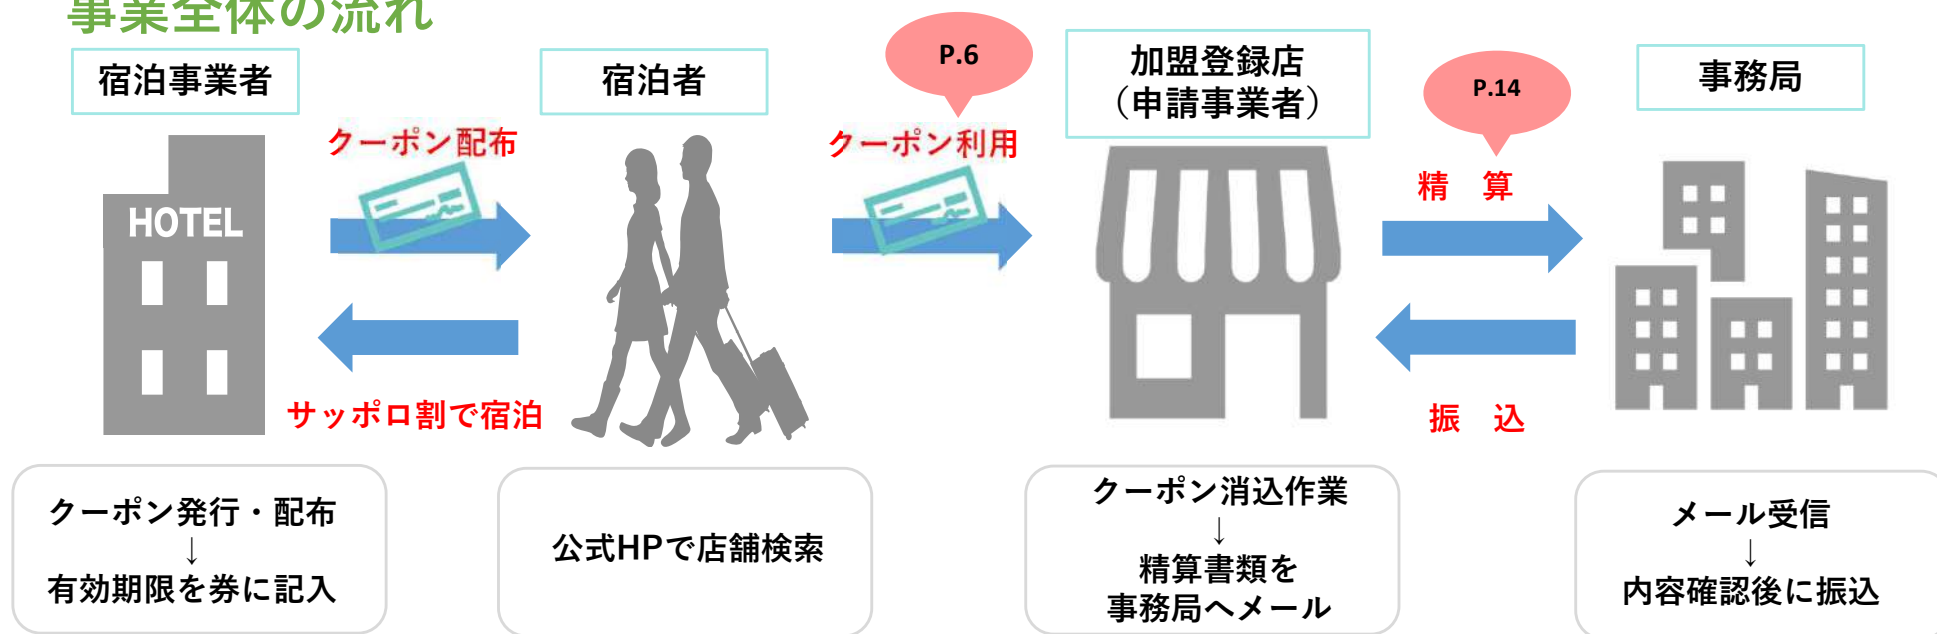 事業全体の流れ
宿泊事業者
宿泊者
P.6
加盟登録店
（申請事業者）
P.14
事務局
クーポン配布
クーポン利用
精 算
HOTEL
サッポロ割で宿泊
振 込
クーポン発行・配布
↓
有効期限を券に記入
公式HPで店舗検索
クーポン消込作業
↓
精算書類を
事務局へメール
メール受信
↓
内容確認後に振込